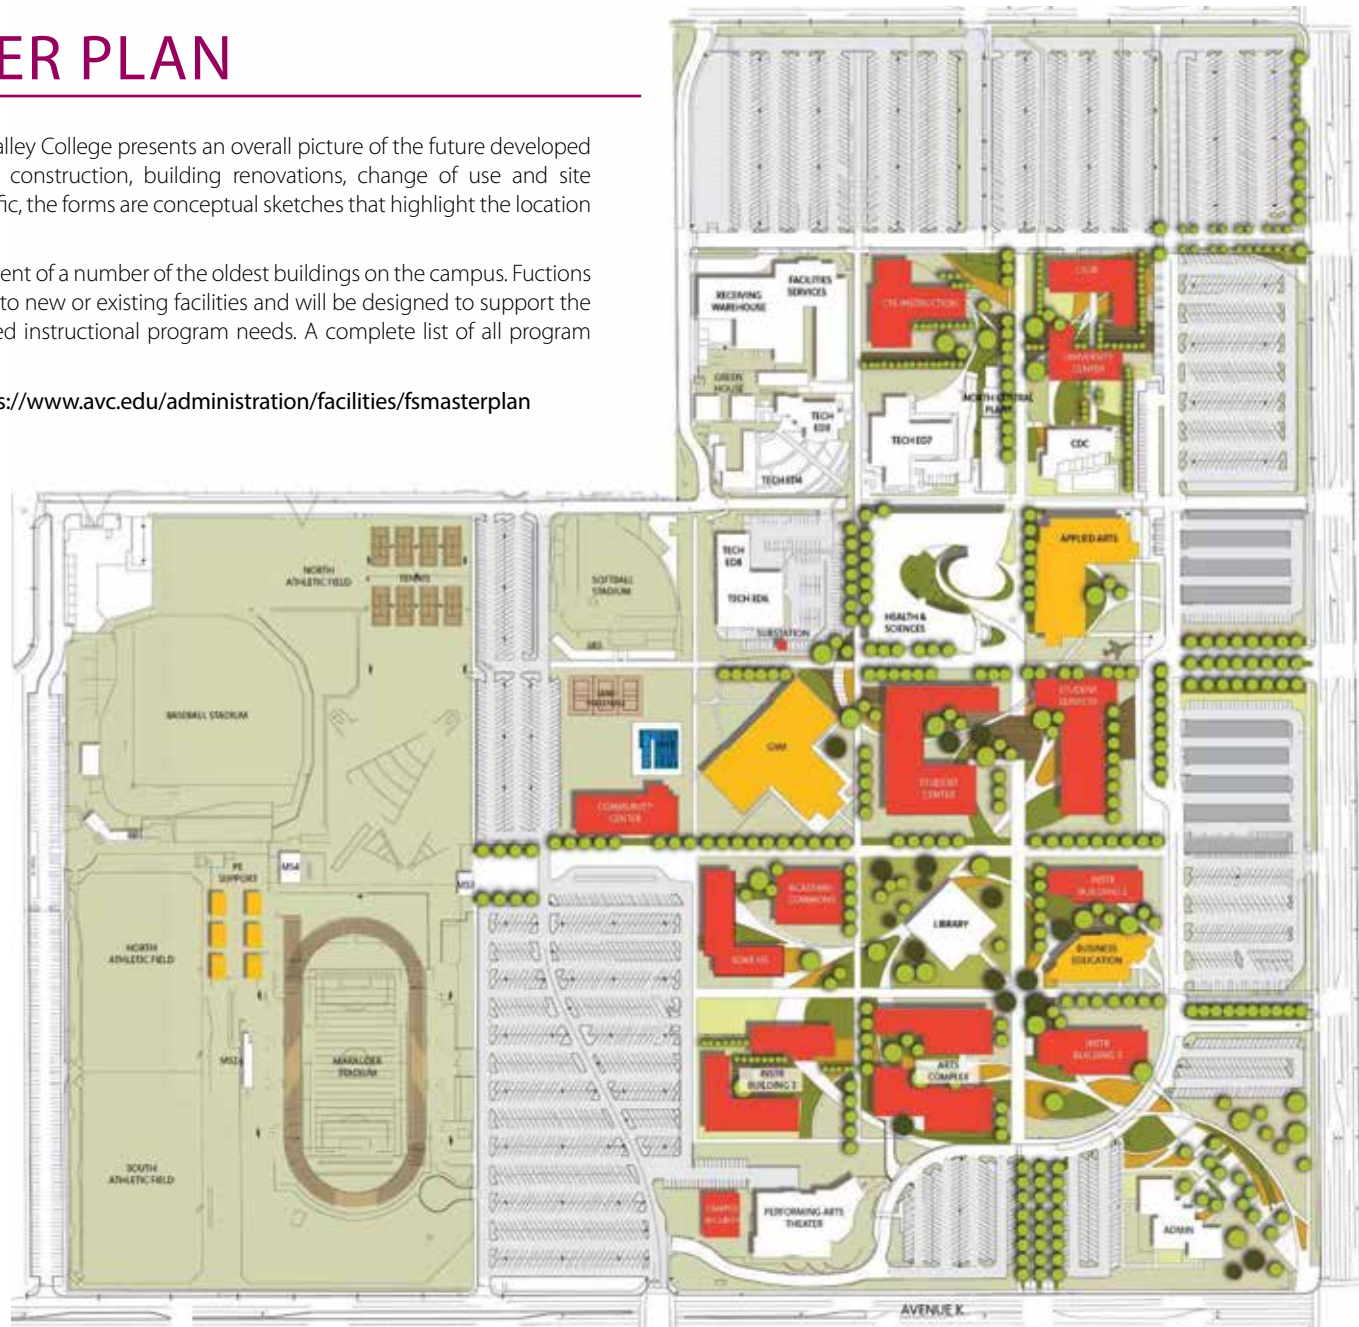 ER PLAN
alley College presents an overall picture of the future developed
construction, building renovations, change of use and site
fic, the forms are conceptual sketches that highlight the location
ent of a number of the oldest buildings on the campus. Fuctions
to new or existing facilities and will be designed to support the
ed instructional program needs. A complete list of all program
s://www.avc.edu/administration/facilities/fsmasterplan
RECEIVING
WAREHOUSE
FACILITIES
SERVICES
CTE INSTRUCTION
UNIVERSITY
CENTER
GREEN
HOUSE
NORTH CENTRAL
PLANT
TECH
ED3
TECH ED7
CDC
TECH ED4
NORTH
ATHLETIC FIELD
TENNIS
SOFTBALL
STADIUM
TECH
ED8
TECH ED6
SUBSTATION
HEALTH &
SCIENCES
APPLIED ARTS
BASEBALL STADIUM
GYM
STUDENT
SERVICES
STUDENT
CENTER
COMMUNITY
CENTER
PE
SUPPORT
MS4
MS3
ACADEMIC
COMMONS
LIBRARY
INSTR
BUILDING 2
BUSINESS
EDUCATION
NORTH
ATHLETIC FIELD
MS2
MARAUDER
STADIUM
INSTR
BUILDING 3
ARTS
COMPLEX
INSTR
BUILDING
SOUTH
ATHLETIC FIELD
CAMPUS
SECURITY
PERFORMING ARTS
THEATER
ADMIN
AVENUE K